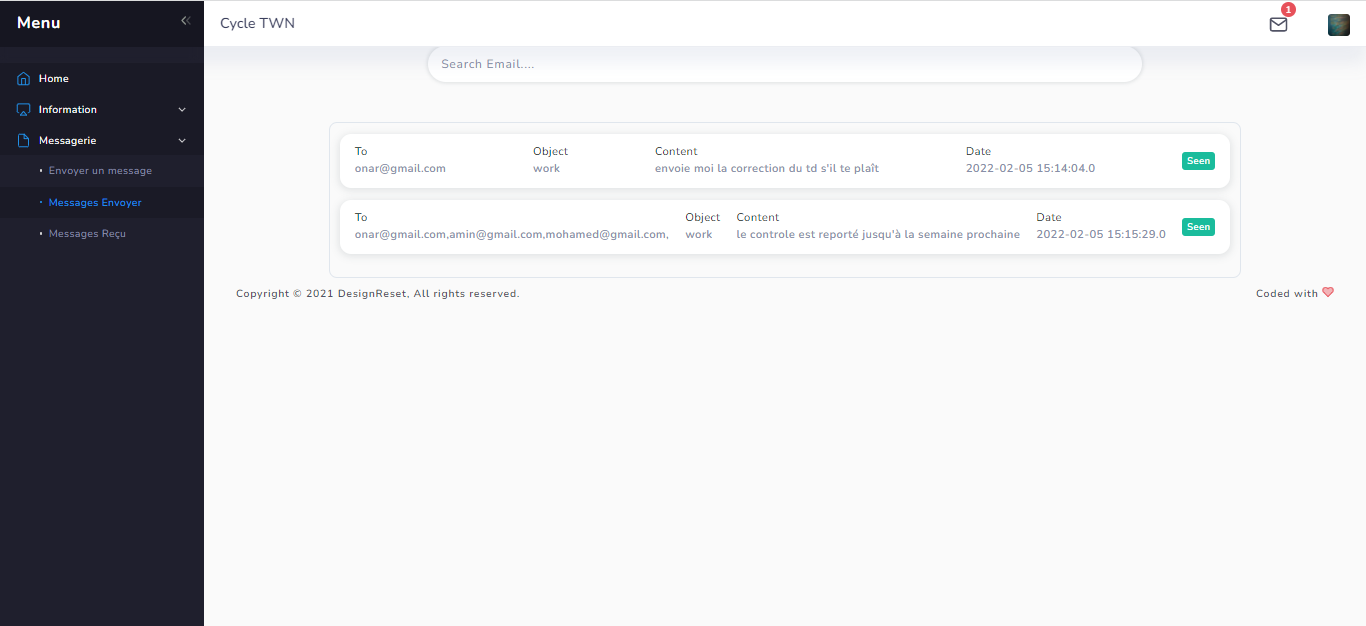 Menu
Cycle TWN
1
Search Email....
Home
Information
Messagerie
Envoyer un message
Messages Envoyer
Messages Reçu
To Object Content Date
onar@gmail.com work envoie moi la correction du td s'il te plaît 2022-02-05 15:14:04.0 Seen
To Object Content Date
onar@gmail.com,amin@gmail.com,mohamed@gmail.com, work le controle est reporté jusqu'à la semaine prochaine 2022-02-05 15:15:29.0 Seen
Copyright © 2021 DesignReset, All rights reserved. Coded with